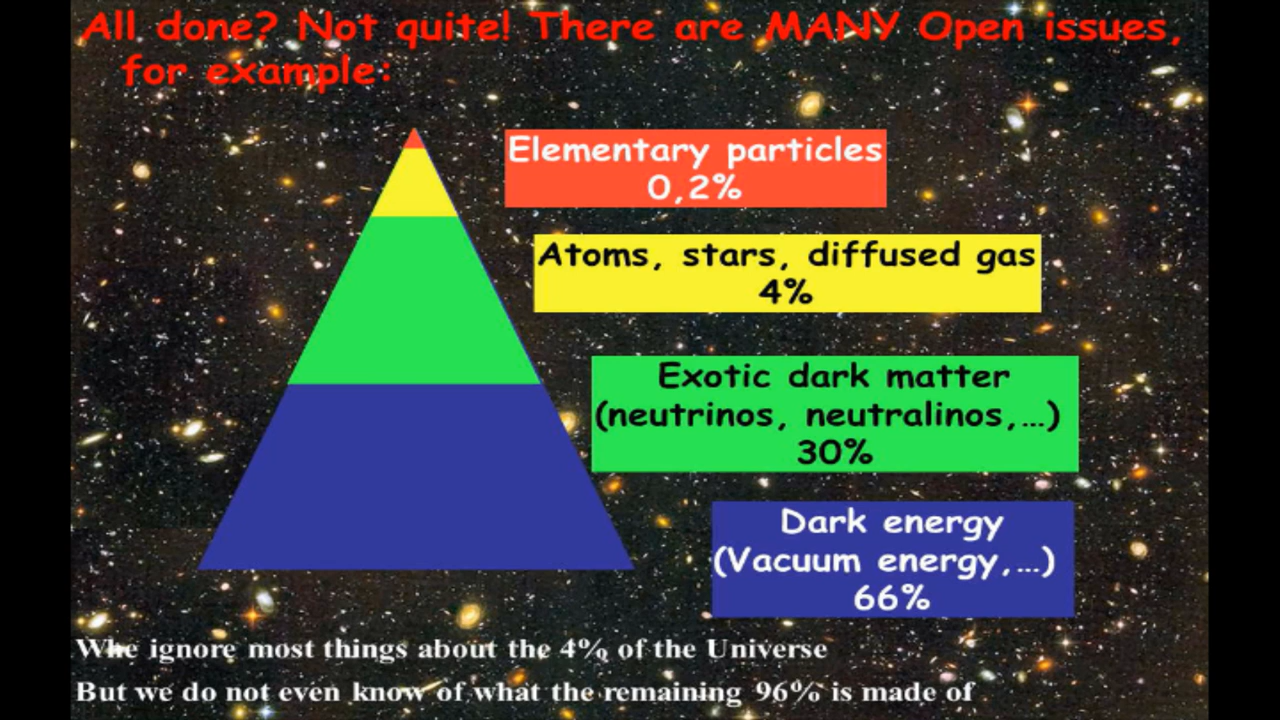 All done? Not quite! There are MANY Open issues,
for example:
Elementary particles
0,2%
Atoms, stars, diffused gas
4%
Exotic dark matter
(neutrinos, neutralinos,...)
30%
Dark energy
(Vacuum energy,...)
66%
Whe ignore most things about the 4% of the Universe
But we do not even know of what the remaining 96% is made of